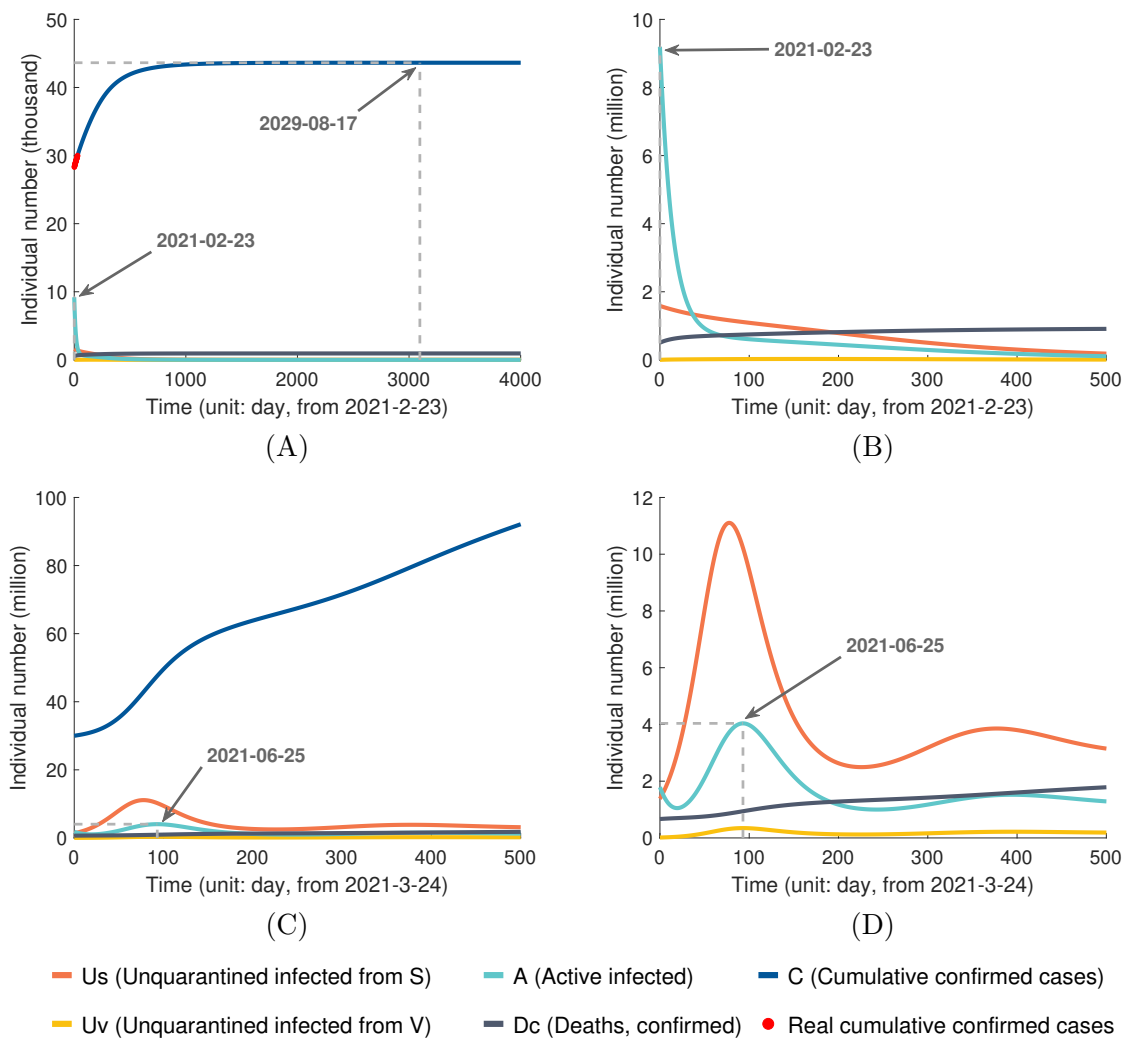 50
40
30
20
10
0
Individual number (thousand)
2029-08-17
2021-02-23
0 1000 2000 3000 4000
Time (unit: day, from 2021-2-23)
(A)
10
8
6
4
2
0
Individual number (million)
2021-02-23
0 100 200 300 400 500
Time (unit: day, from 2021-2-23)
(B)
100
80
60
40
20
0
Individual number (million)
2021-06-25
0 100 200 300 400 500
Time (unit: day, from 2021-3-24)
(C)
12
10
8
6
4
2
0
Individual number (million)
2021-06-25
0 100 200 300 400 500
Time (unit: day, from 2021-3-24)
(D)
Us (Unquarantined infected from S)
A (Active infected)
C (Cumulative confirmed cases)
Uv (Unquarantined infected from V)
Dc (Deaths, confirmed)
Real cumulative confirmed cases